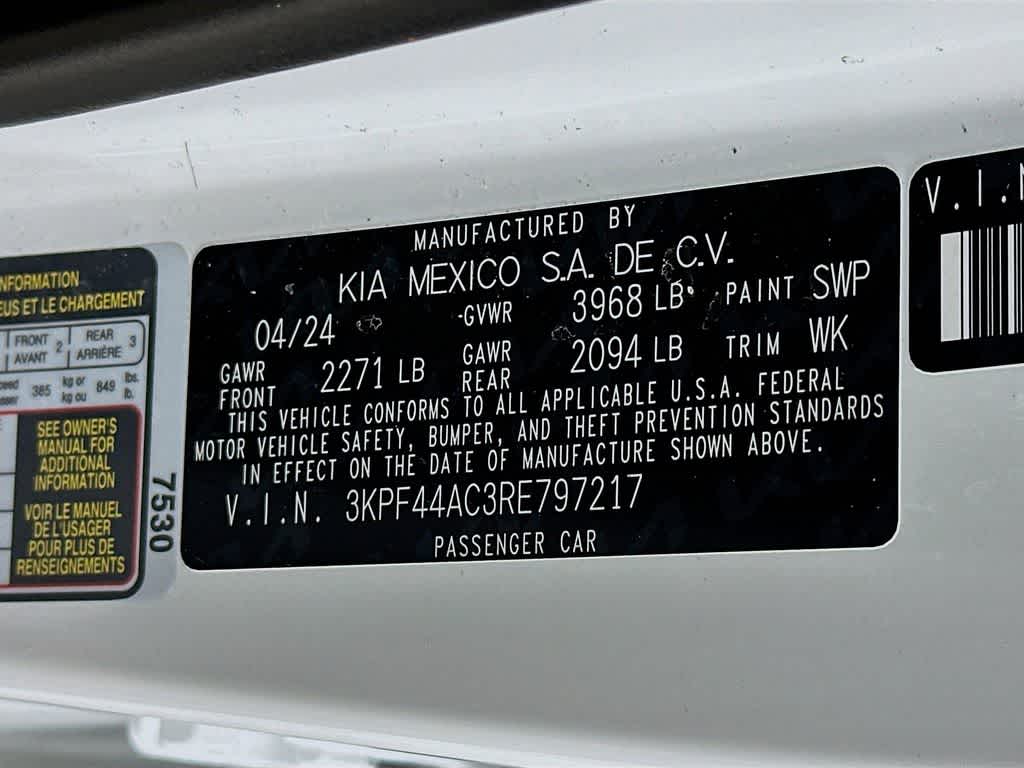 MANUFACTURED BY
KIA MEXICO S.A. DE C.V.
04/24 GVWR 3968 LB PAINT SWP
GAWR FRONT 2271 LB GAWR REAR 2094 LB TRIM WK
THIS VEHICLE CONFORMS TO ALL APPLICABLE U.S.A. FEDERAL
MOTOR VEHICLE SAFETY, BUMPER, AND THEFT PREVENTION STANDARDS
IN EFFECT ON THE DATE OF MANUFACTURE SHOWN ABOVE.
V.I.N. 3KPF44AC3RE797217
PASSENGER CAR
NFORMATION
EUS ET LE CHARGEMENT
FRONT AVANT 2 REAR ARRIÈRE 3
385 kg or kg ou 849 lbs. lb.
SEE OWNER'S
MANUAL FOR
ADDITIONAL
INFORMATION
VOIR LE MANUEL
DE L'USAGER
POUR PLUS DE
RENSEIGNEMENTS
7530
V.I.N